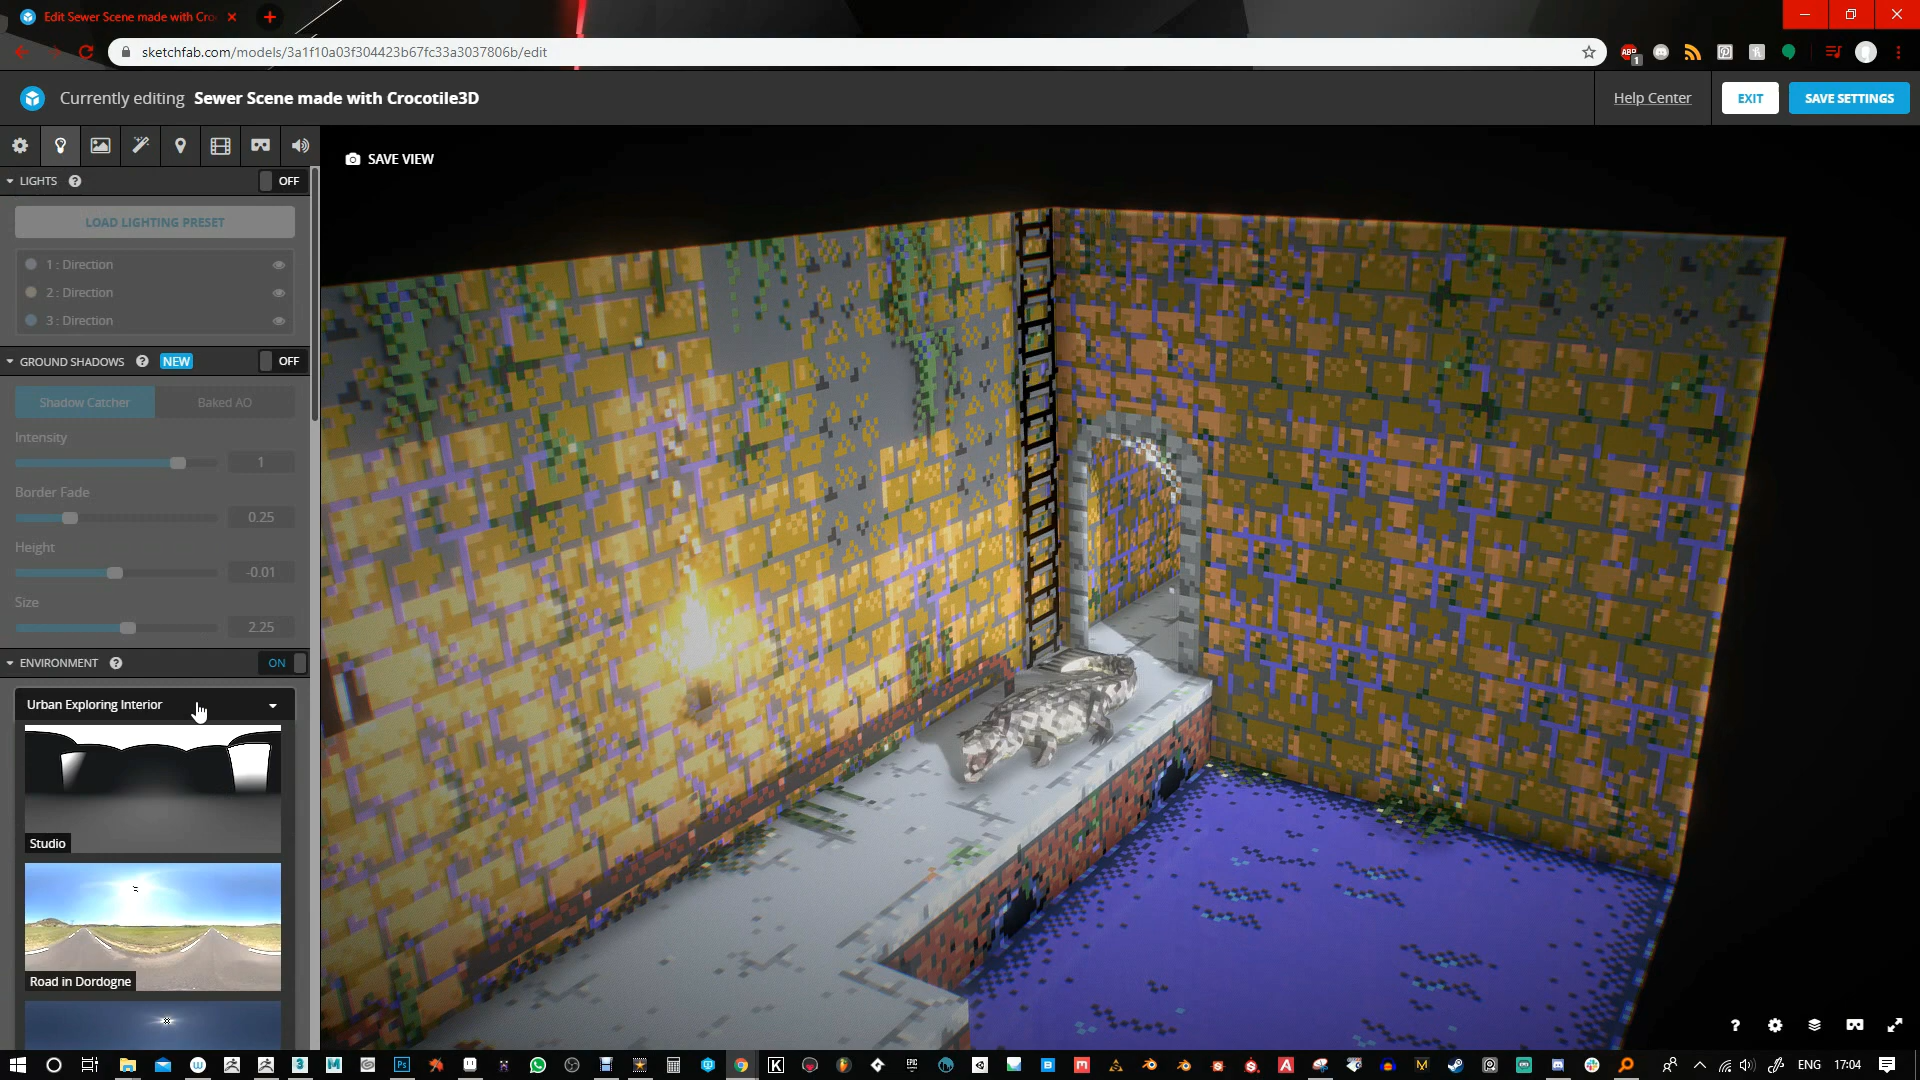 Edit Sewer Scene made with Cro
sketchfab.com/models/3a1f10a03f304423b67fc33a3037806b/edit
ABP
1
Currently editing Sewer Scene made with Crocotile3D
Help Center
EXIT
SAVE SETTINGS
SAVE VIEW
LIGHTS ?
OFF
LOAD LIGHTING PRESET
1 : Direction
2 : Direction
3 : Direction
GROUND SHADOWS ? NEW
OFF
Shadow Catcher
Baked AO
Intensity
1
Border Fade
0.25
Height
-0.01
Size
2.25
ENVIRONMENT ?
ON
Urban Exploring Interior
Studio
Road in Dordogne
?
ENG 17:04